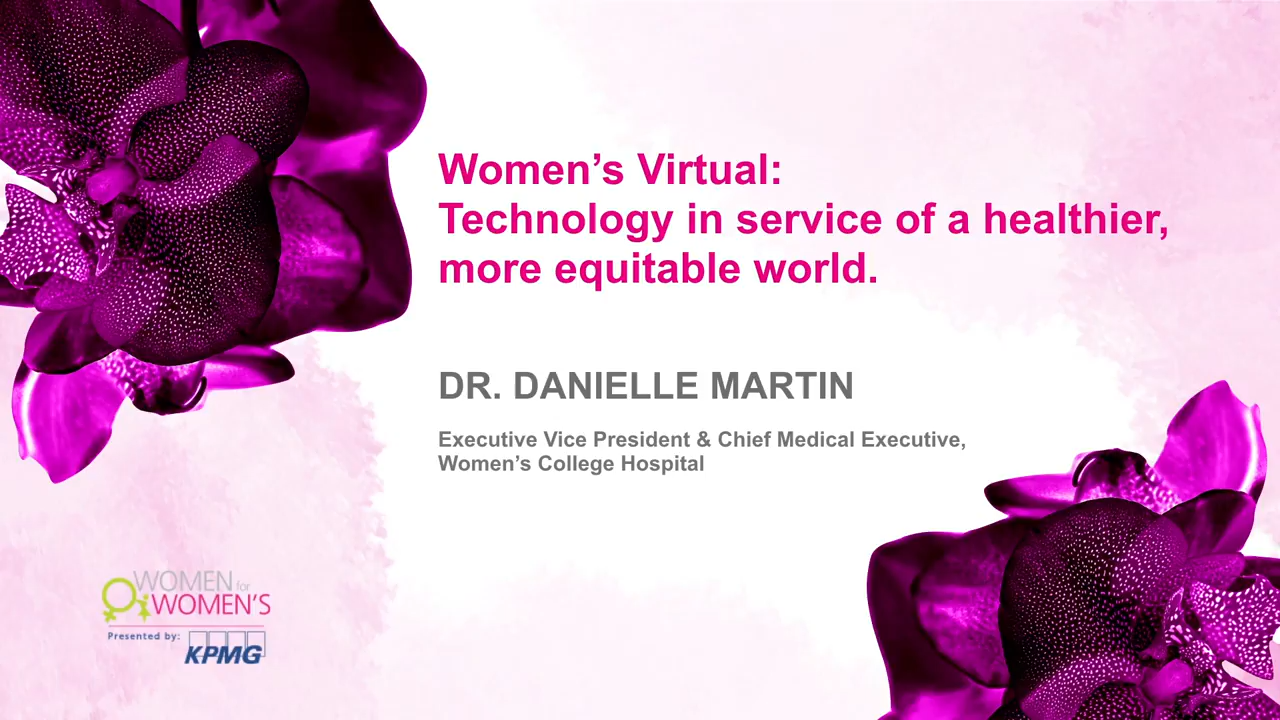 Women’s Virtual:
Technology in service of a healthier,
more equitable world.
DR. DANIELLE MARTIN
Executive Vice President & Chief Medical Executive,
Women’s College Hospital
WOMEN for
WOMEN’S
Presented by:
KPMG